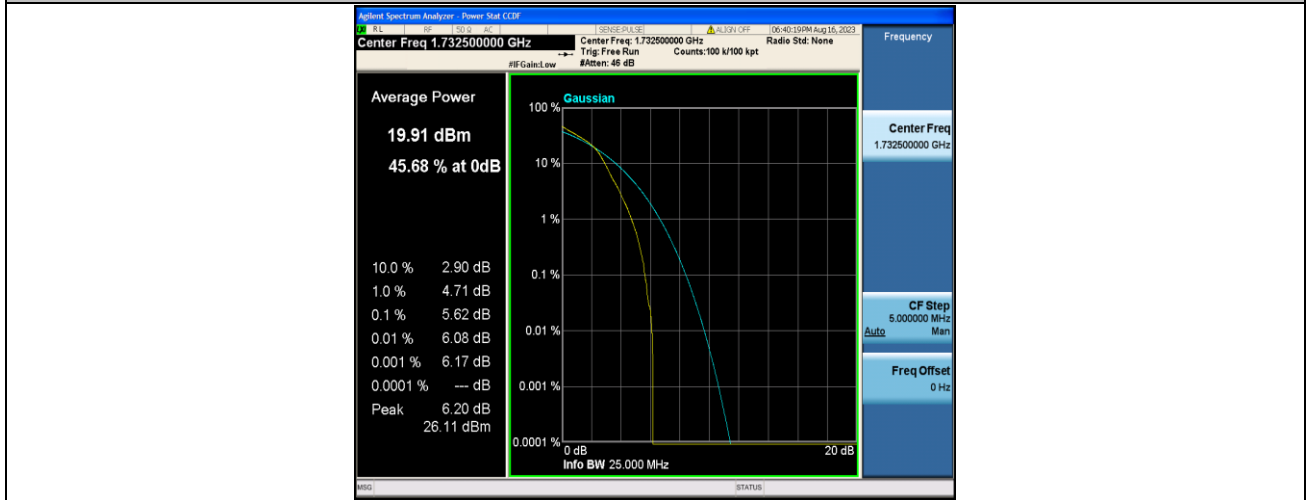 Agilent Spectrum Analyzer - Power Stat CCDF
RL RF 50 Ω AC SENSE:PULSE ALIGN OFF 06:40:19 PM Aug 16, 2023
Center Freq 1.732500000 GHz
Center Freq: 1.732500000 GHz Radio Std: None
Trig: Free Run Counts:100 k/100 kpt
#IFGain:Low #Atten: 46 dB
Frequency
Average Power
19.91 dBm
45.68 % at 0dB
10.0 % 2.90 dB
1.0 % 4.71 dB
0.1 % 5.62 dB
0.01 % 6.08 dB
0.001 % 6.17 dB
0.0001 % --- dB
Peak 6.20 dB
26.11 dBm
Gaussian
100 %
10 %
1 %
0.1 %
0.01 %
0.001 %
0.0001 %
0 dB 20 dB
Info BW 25.000 MHz
Center Freq
1.732500000 GHz
CF Step
5.000000 MHz
Auto Man
Freq Offset
0 Hz
MSG STATUS